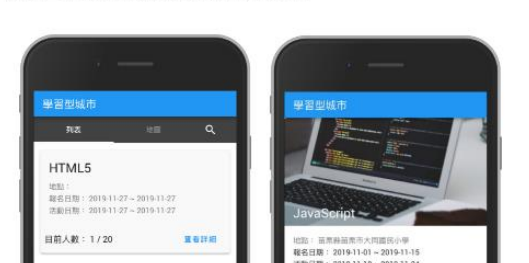 學習型城市
列表
地圖
HTML5
地點：
報名日期： 2019-11-27 ~ 2019-11-27
活動日期： 2019-11-27 ~ 2019-11-27
目前人數： 1 / 20
查看詳細
學習型城市
JavaScript
地點： 苗栗縣苗栗市大同國民小學
報名日期： 2019-11-01 ~ 2019-11-15